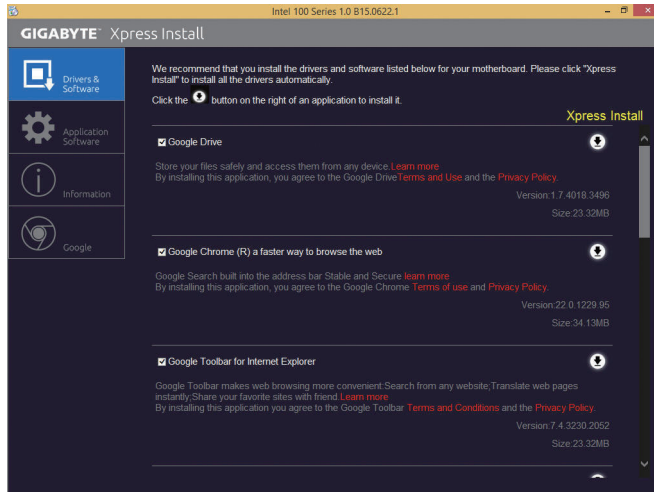 Intel 100 Series 1.0 B15.0622.1
GIGABYTE™ Xpress Install
Drivers &
Software
Application
Software
Information
Google
We recommend that you install the drivers and software listed below for your motherboard. Please click "Xpress
Install" to install all the drivers automatically.
Click the button on the right of an application to install it.
Xpress Install
Google Drive
Store your files safely and access them from any device.Learn more
By installing this application, you agree to the Google DriveTerms and Use and the Privacy Policy.
Version:1.7.4018.3496
Size:23.32MB
Google Chrome (R) a faster way to browse the web
Google Search built into the address bar Stable and Secure learn more
By installing this application, you agree to the Google Chrome Terms of use and Privacy Policy.
Version:22.0.1229.95
Size:34.13MB
Google Toolbar for Internet Explorer
Google Toolbar makes web browsing more convenient:Search from any website;Translate web pages
instantly;Share your favorite sites with friend.Learn more
By installing this application you agree to the Google Toolbar Terms and Conditions and the Privacy Policy.
Version:7.4.3230.2052
Size:23.32MB